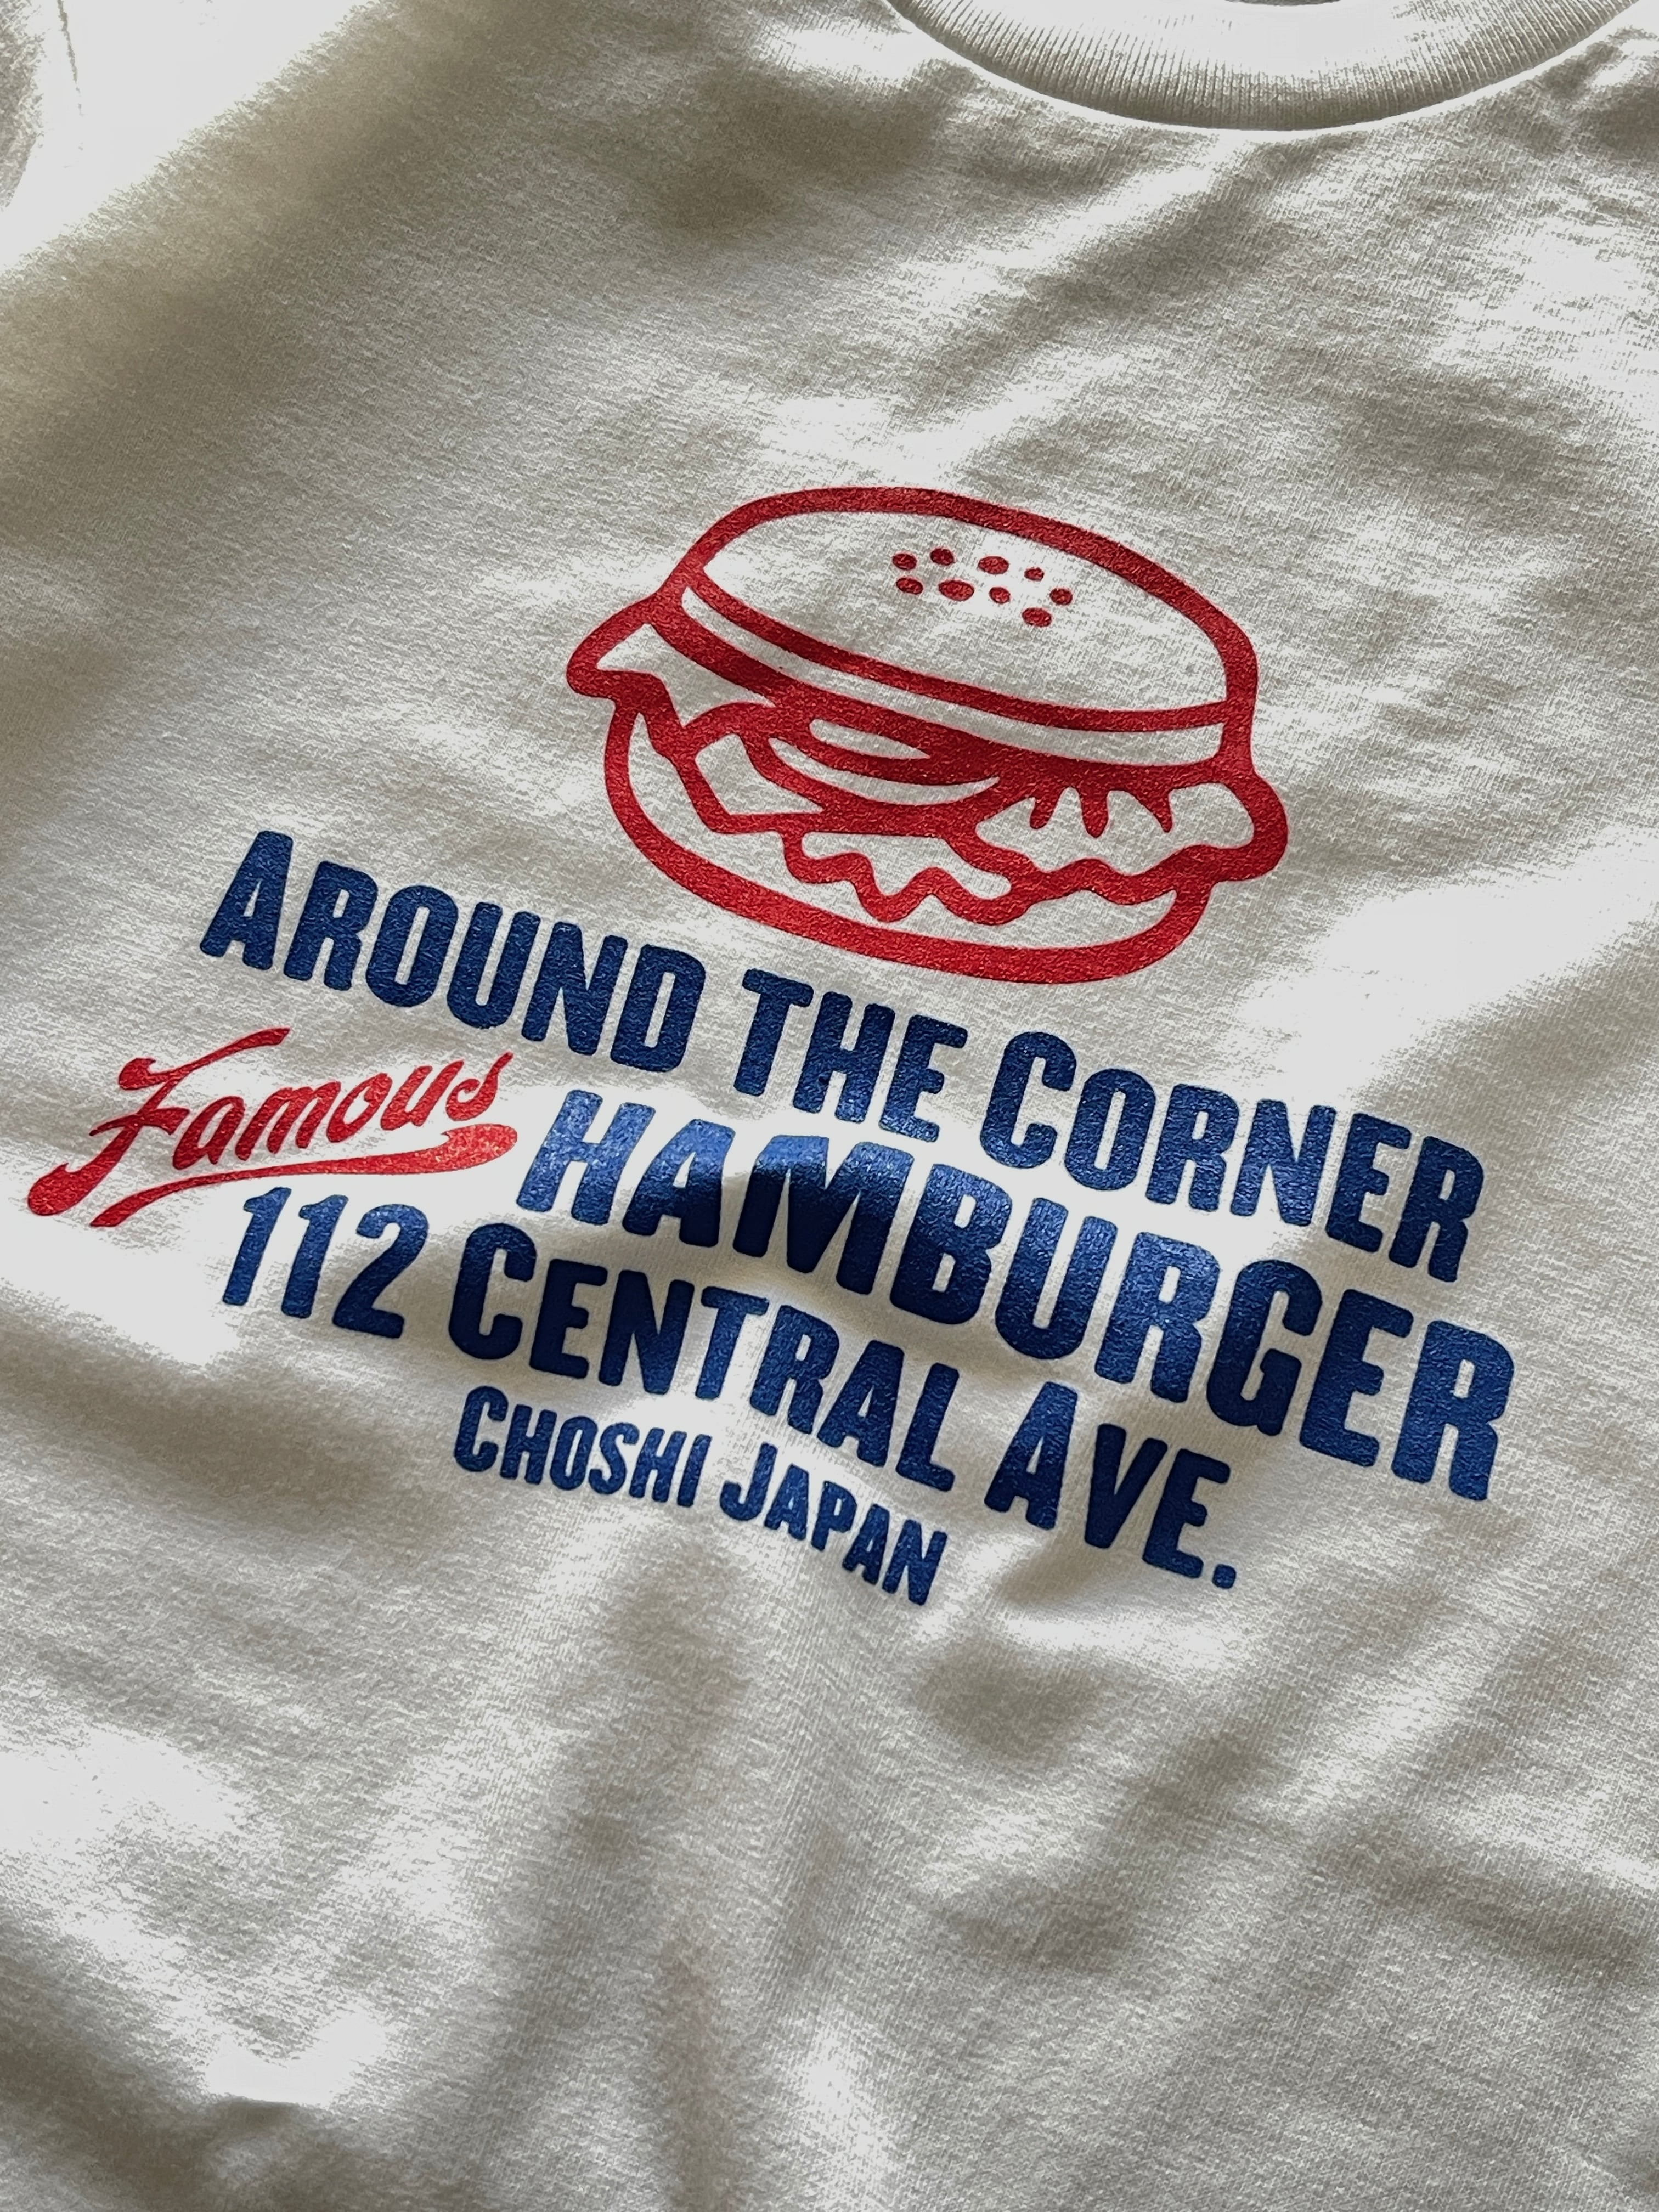 AROUND THE CORNER
Famous HAMBURGER
112 CENTRAL AVE.
CHOSHI JAPAN